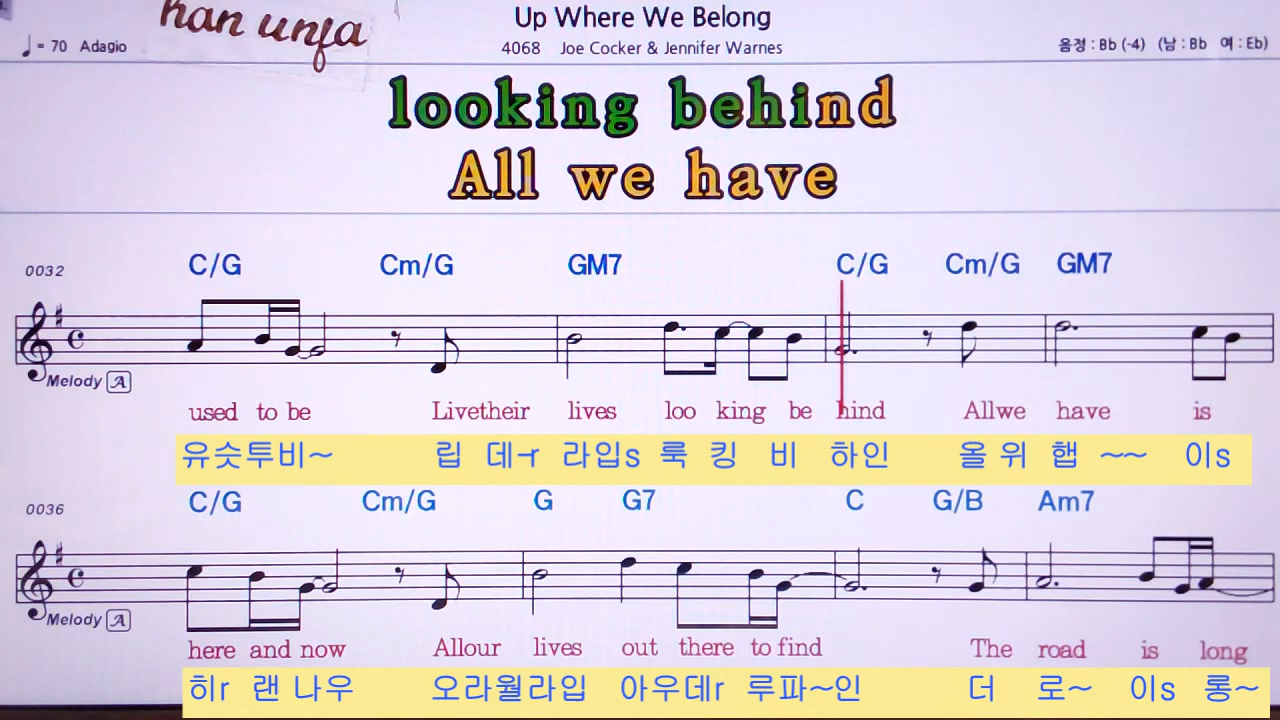 han unfa
Up Where We Belong
♩= 70 Adagio
4068 Joe Cocker & Jennifer Warnes
음정 : Bb (-4) (남 : Bb 여 : Eb)
looking behind
All we have
0032 C/G Cm/G GM7 C/G Cm/G GM7
Melody A
used to be Livetheir lives loo king be hind Allwe have is
유슷투비~ 립 데ㅓr 라입s 룩 킹 비 하인 올 위 햅 ~~ 이s
0036 C/G Cm/G G G7 C G/B Am7
Melody A
here and now Allour lives out there to find The road is long
히r 랜 나우 오라월라입 아우데r 루파~인 더 로~ 이s 롱~